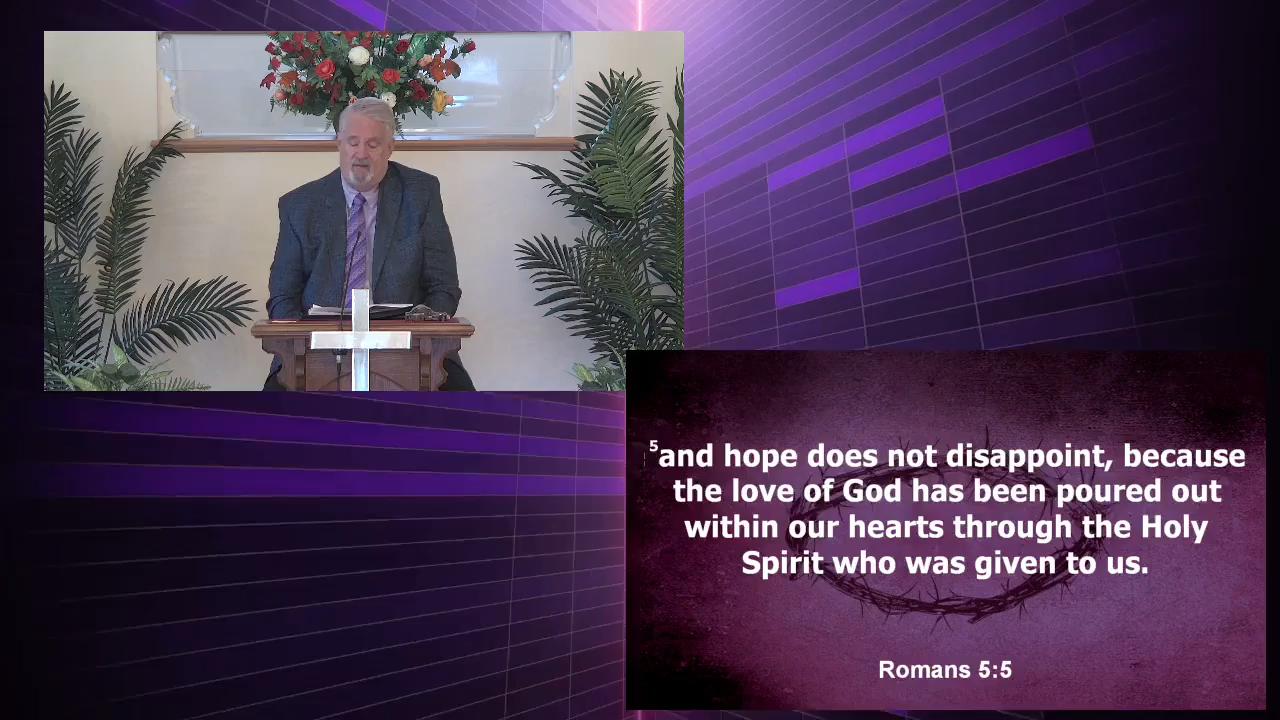 ⁵and hope does not disappoint, because
the love of God has been poured out
within our hearts through the Holy
Spirit who was given to us.
Romans 5:5